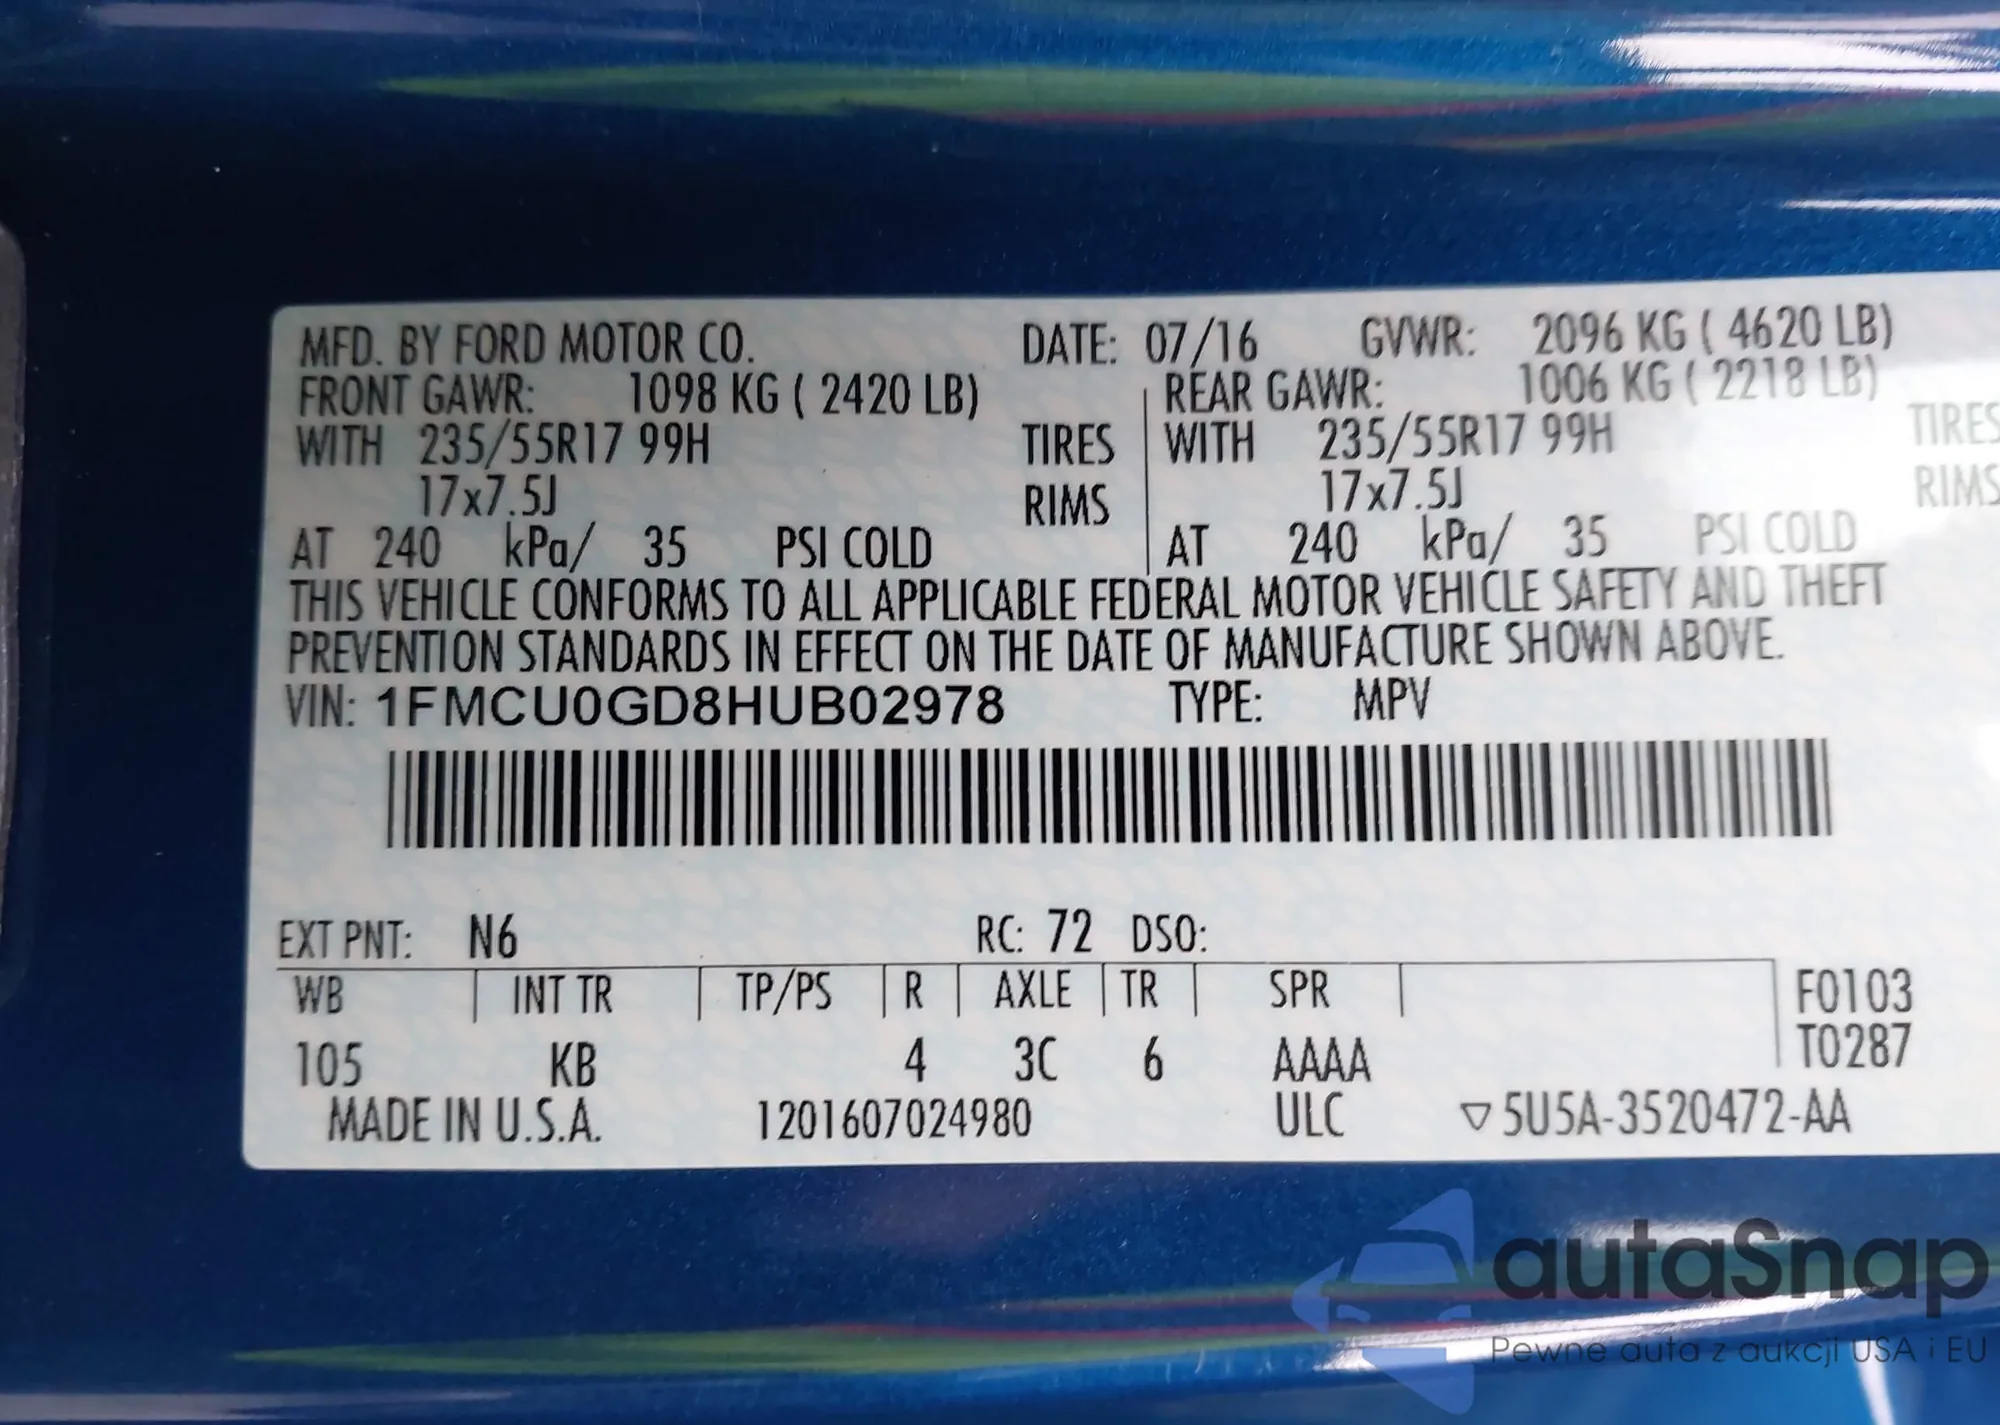 MFD. BY FORD MOTOR CO. DATE: 07/16 GVWR: 2096 KG ( 4620 LB)
FRONT GAWR: 1098 KG ( 2420 LB) REAR GAWR: 1006 KG ( 2218 LB)
WITH 235/55R17 99H TIRES WITH 235/55R17 99H TIRES
17x7.5J RIMS 17x7.5J RIMS
AT 240 kPa/ 35 PSI COLD AT 240 kPa/ 35 PSI COLD
THIS VEHICLE CONFORMS TO ALL APPLICABLE FEDERAL MOTOR VEHICLE SAFETY AND THEFT
PREVENTION STANDARDS IN EFFECT ON THE DATE OF MANUFACTURE SHOWN ABOVE.
VIN: 1FMCU0GD8HUB02978 TYPE: MPV
EXT PNT: N6 RC: 72 DSO:
WB INT TR TP/PS R AXLE TR SPR F0103
T0287
105 KB 4 3C 6 AAAA
MADE IN U.S.A. 1201607024980 ULC ▽5U5A-3520472-AA
autaSnap
Pewne auta z aukcji USA i EU